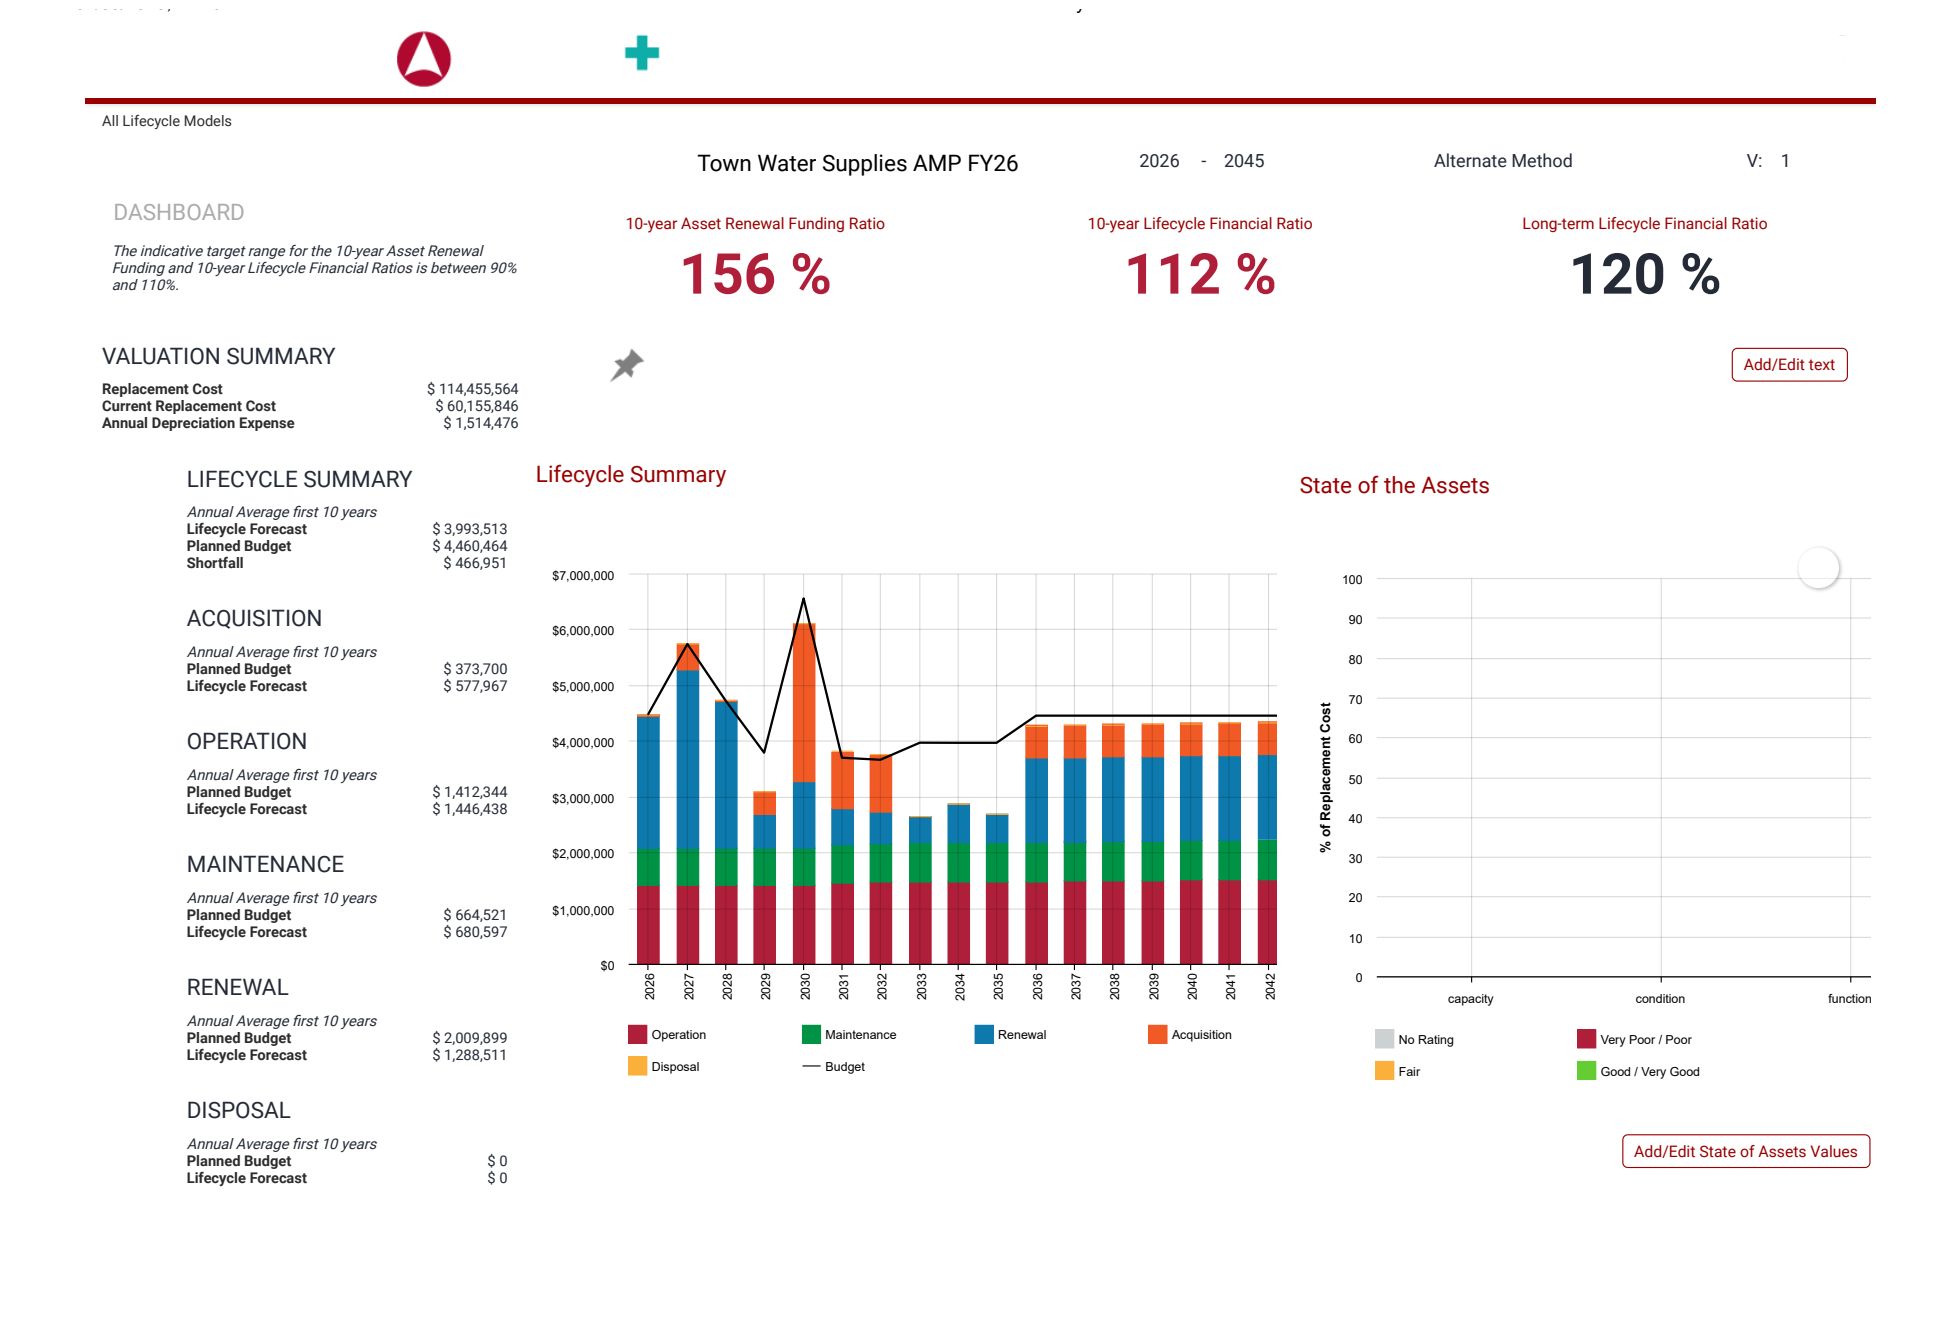 All Lifecycle Models
Town Water Supplies AMP FY26
2026 - 2045
Alternate Method
V: 1
DASHBOARD
The indicative target range for the 10-year Asset Renewal
Funding and 10-year Lifecycle Financial Ratios is between 90%
and 110%.
10-year Asset Renewal Funding Ratio
156 %
10-year Lifecycle Financial Ratio
112 %
Long-term Lifecycle Financial Ratio
120 %
VALUATION SUMMARY
Replacement Cost $ 114,455,564
Current Replacement Cost $ 60,155,846
Annual Depreciation Expense $ 1,514,476
Add/Edit text
LIFECYCLE SUMMARY
Annual Average first 10 years
Lifecycle Forecast $ 3,993,513
Planned Budget $ 4,460,464
Shortfall $ 466,951
ACQUISITION
Annual Average first 10 years
Planned Budget $ 373,700
Lifecycle Forecast $ 577,967
OPERATION
Annual Average first 10 years
Planned Budget $ 1,412,344
Lifecycle Forecast $ 1,446,438
MAINTENANCE
Annual Average first 10 years
Planned Budget $ 664,521
Lifecycle Forecast $ 680,597
RENEWAL
Annual Average first 10 years
Planned Budget $ 2,009,899
Lifecycle Forecast $ 1,288,511
DISPOSAL
Annual Average first 10 years
Planned Budget $ 0
Lifecycle Forecast $ 0
Lifecycle Summary
$7,000,000
$6,000,000
$5,000,000
$4,000,000
$3,000,000
$2,000,000
$1,000,000
$0
2026 2027 2028 2029 2030 2031 2032 2033 2034 2035 2036 2037 2038 2039 2040 2041 2042
Operation Maintenance Renewal Acquisition
Disposal Budget
State of the Assets
% of Replacement Cost
100
90
80
70
60
50
40
30
20
10
0
capacity condition function
No Rating Very Poor / Poor
Fair Good / Very Good
Add/Edit State of Assets Values